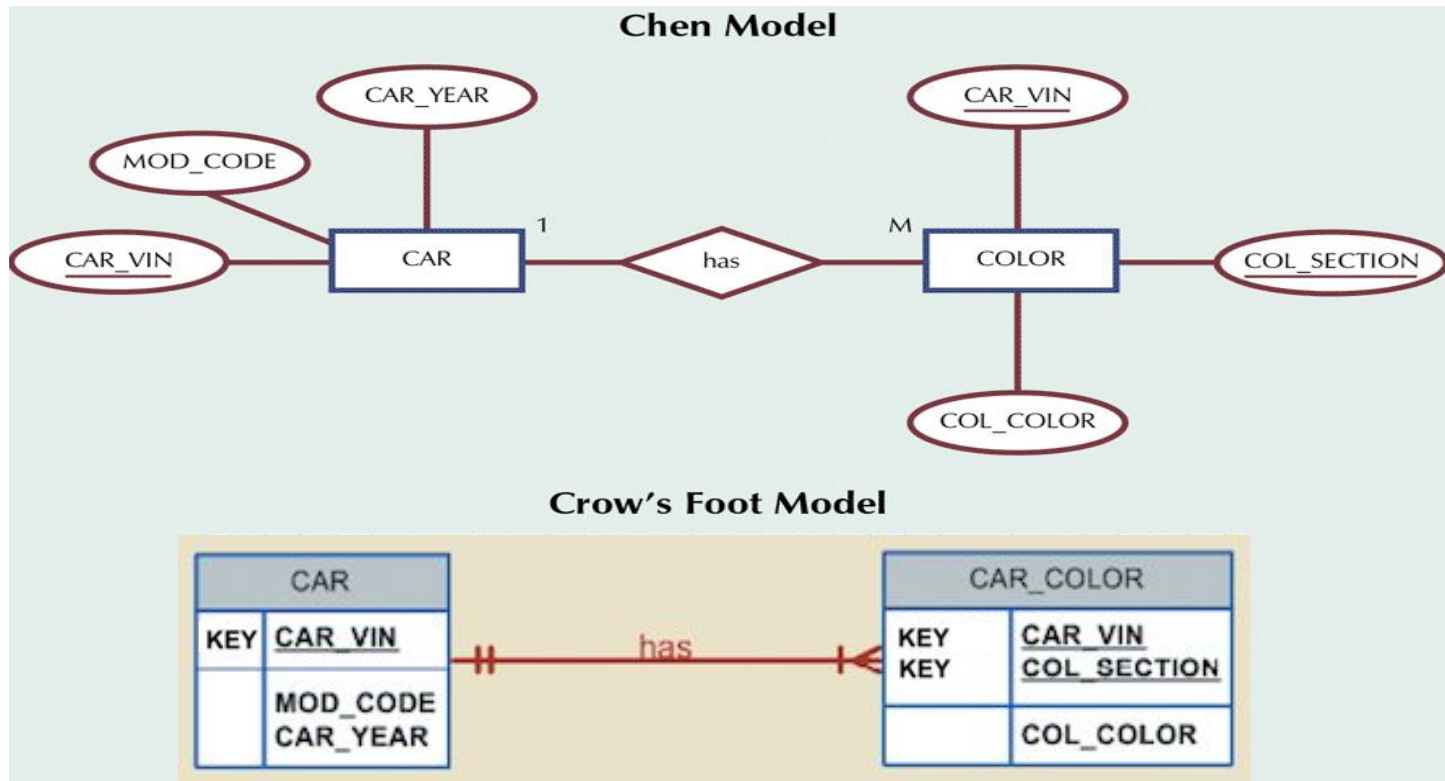 Chen Model
CAR_YEAR
CAR_VIN
MOD_CODE
1
M
CAR_VIN
CAR
has
COLOR
COL_SECTION
COL_COLOR
Crow's Foot Model
CAR
KEY CAR_VIN
MOD_CODE
CAR_YEAR
has
CAR_COLOR
KEY CAR_VIN
KEY COL_SECTION
COL_COLOR